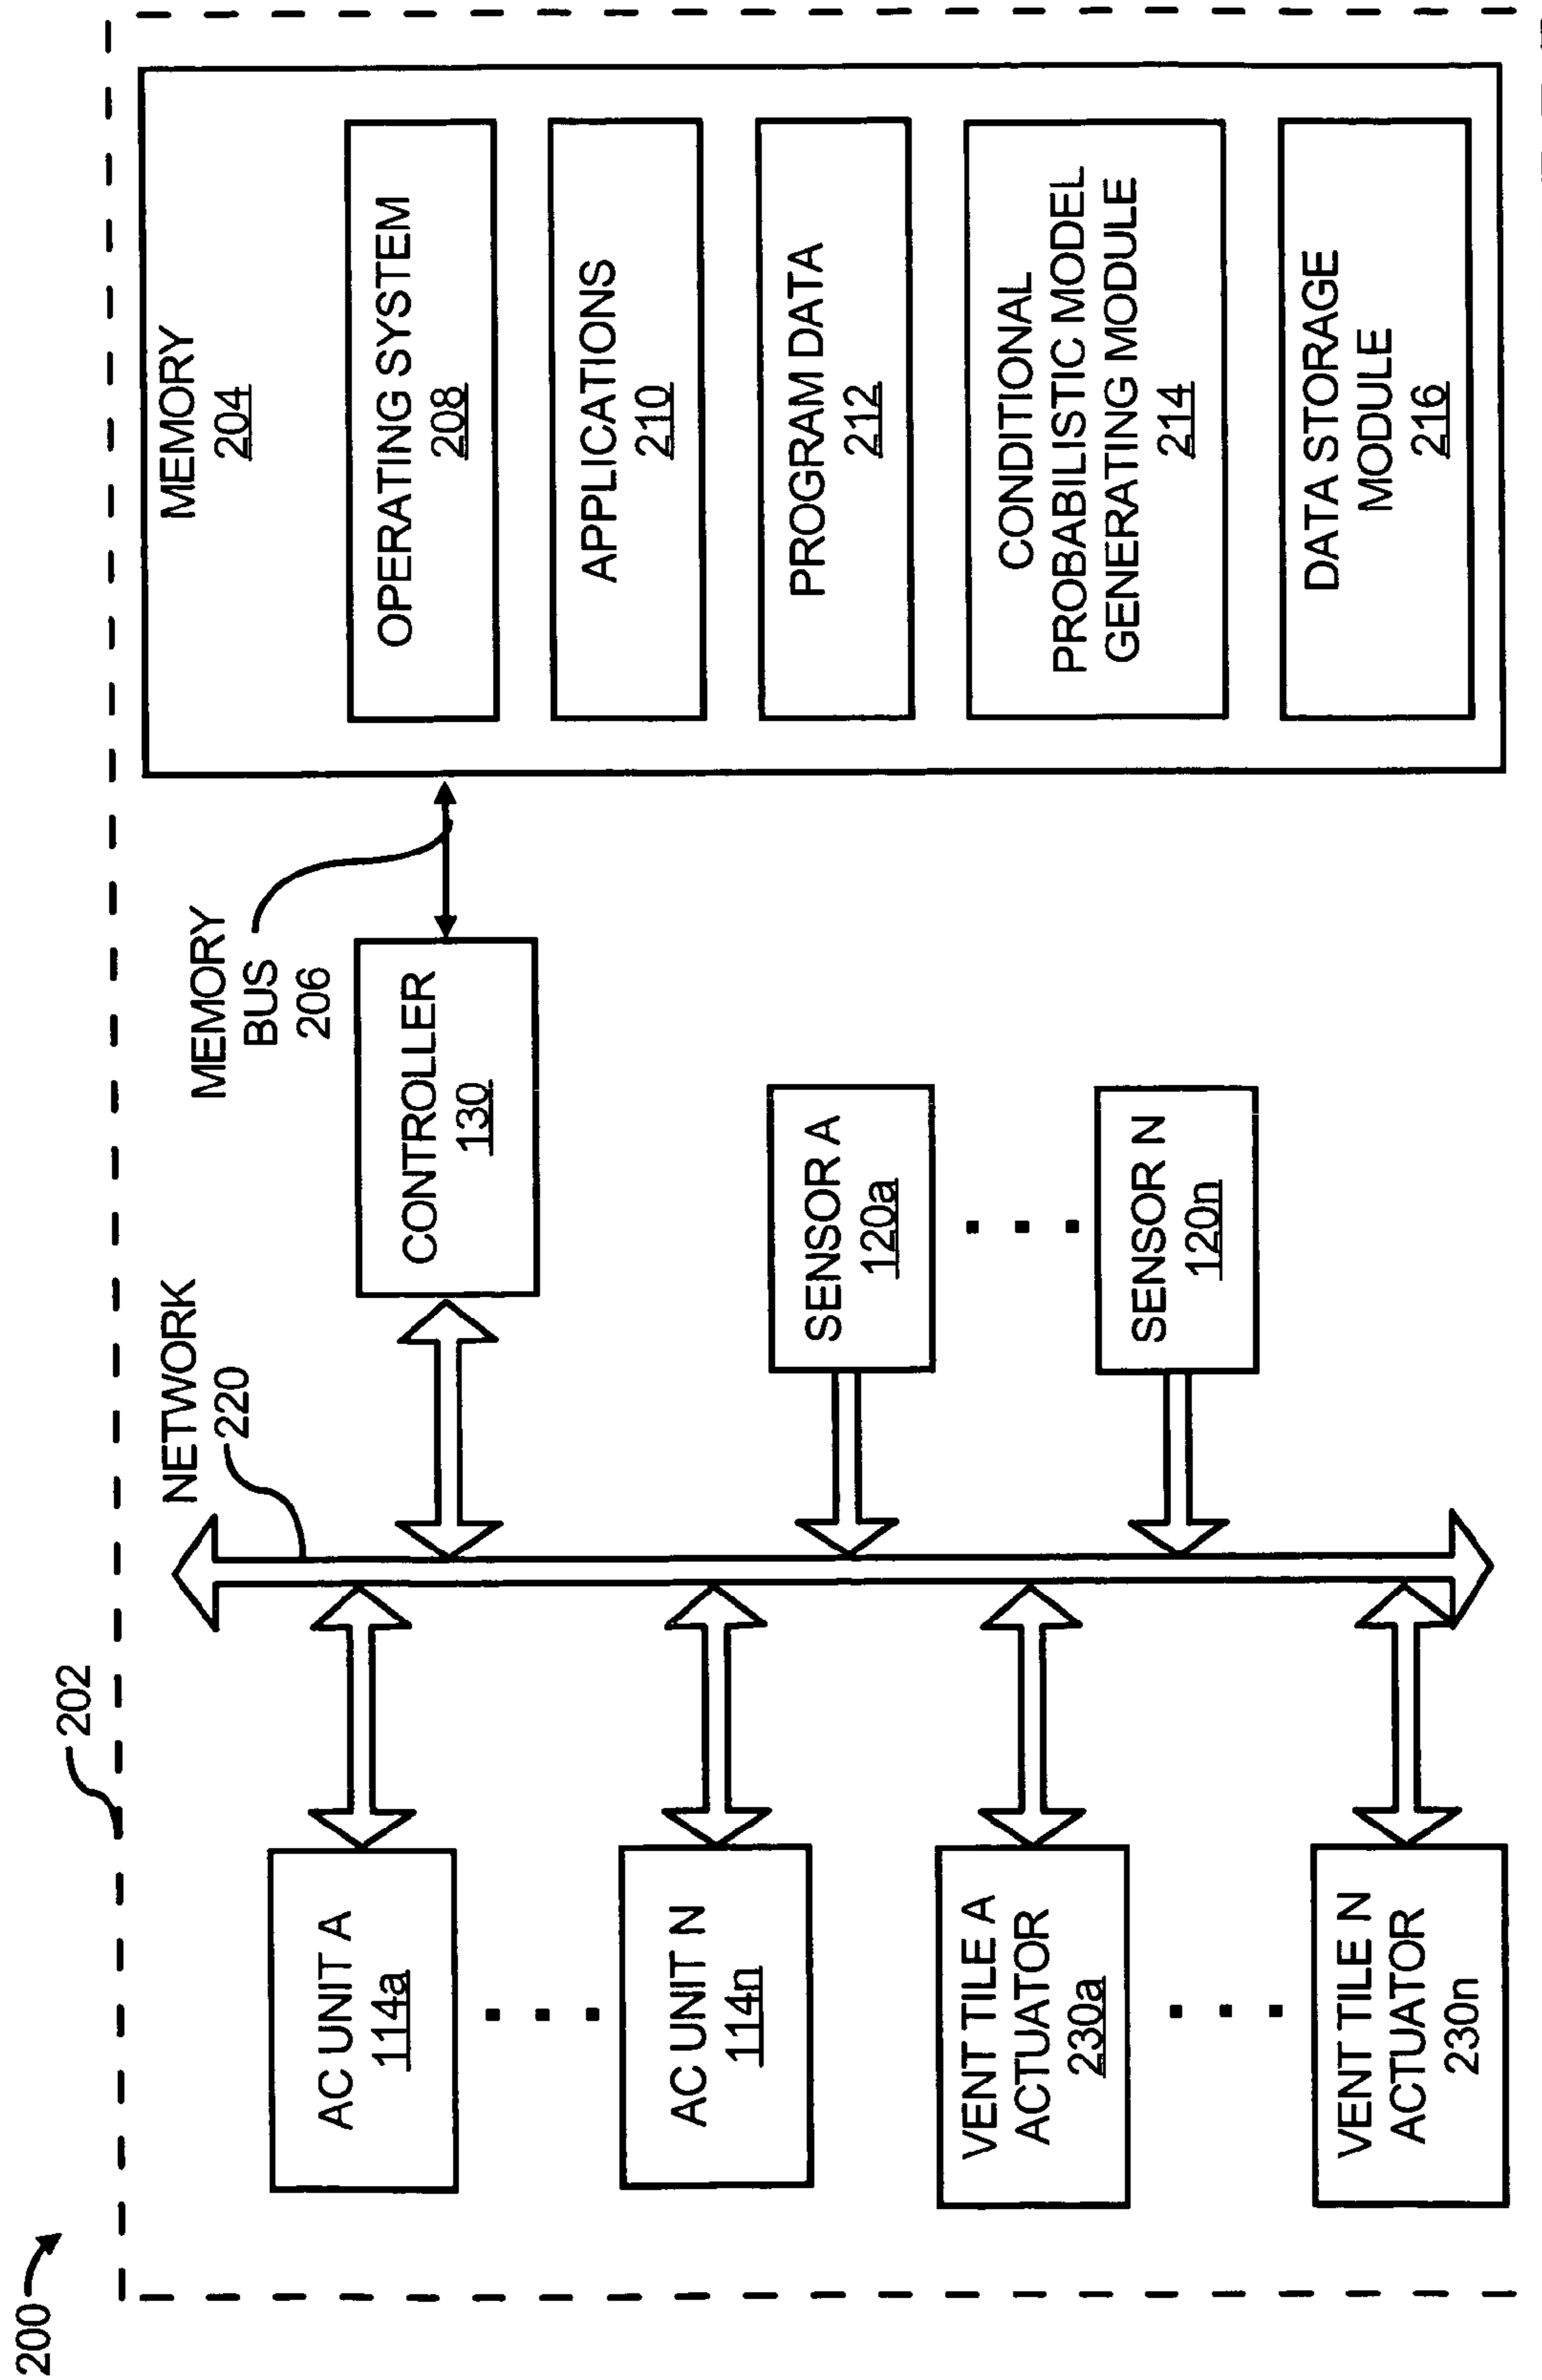 200
202
AC UNIT A
114a
AC UNIT N
114n
VENT TILE A
ACTUATOR
230a
VENT TILE N
ACTUATOR
230n
NETWORK
220
CONTROLLER
130
SENSOR A
120a
SENSOR N
120n
MEMORY
BUS
206
MEMORY
204
OPERATING SYSTEM
208
APPLICATIONS
210
PROGRAM DATA
212
CONDITIONAL
PROBABILISTIC MODEL
GENERATING MODULE
214
DATA STORAGE
MODULE
216